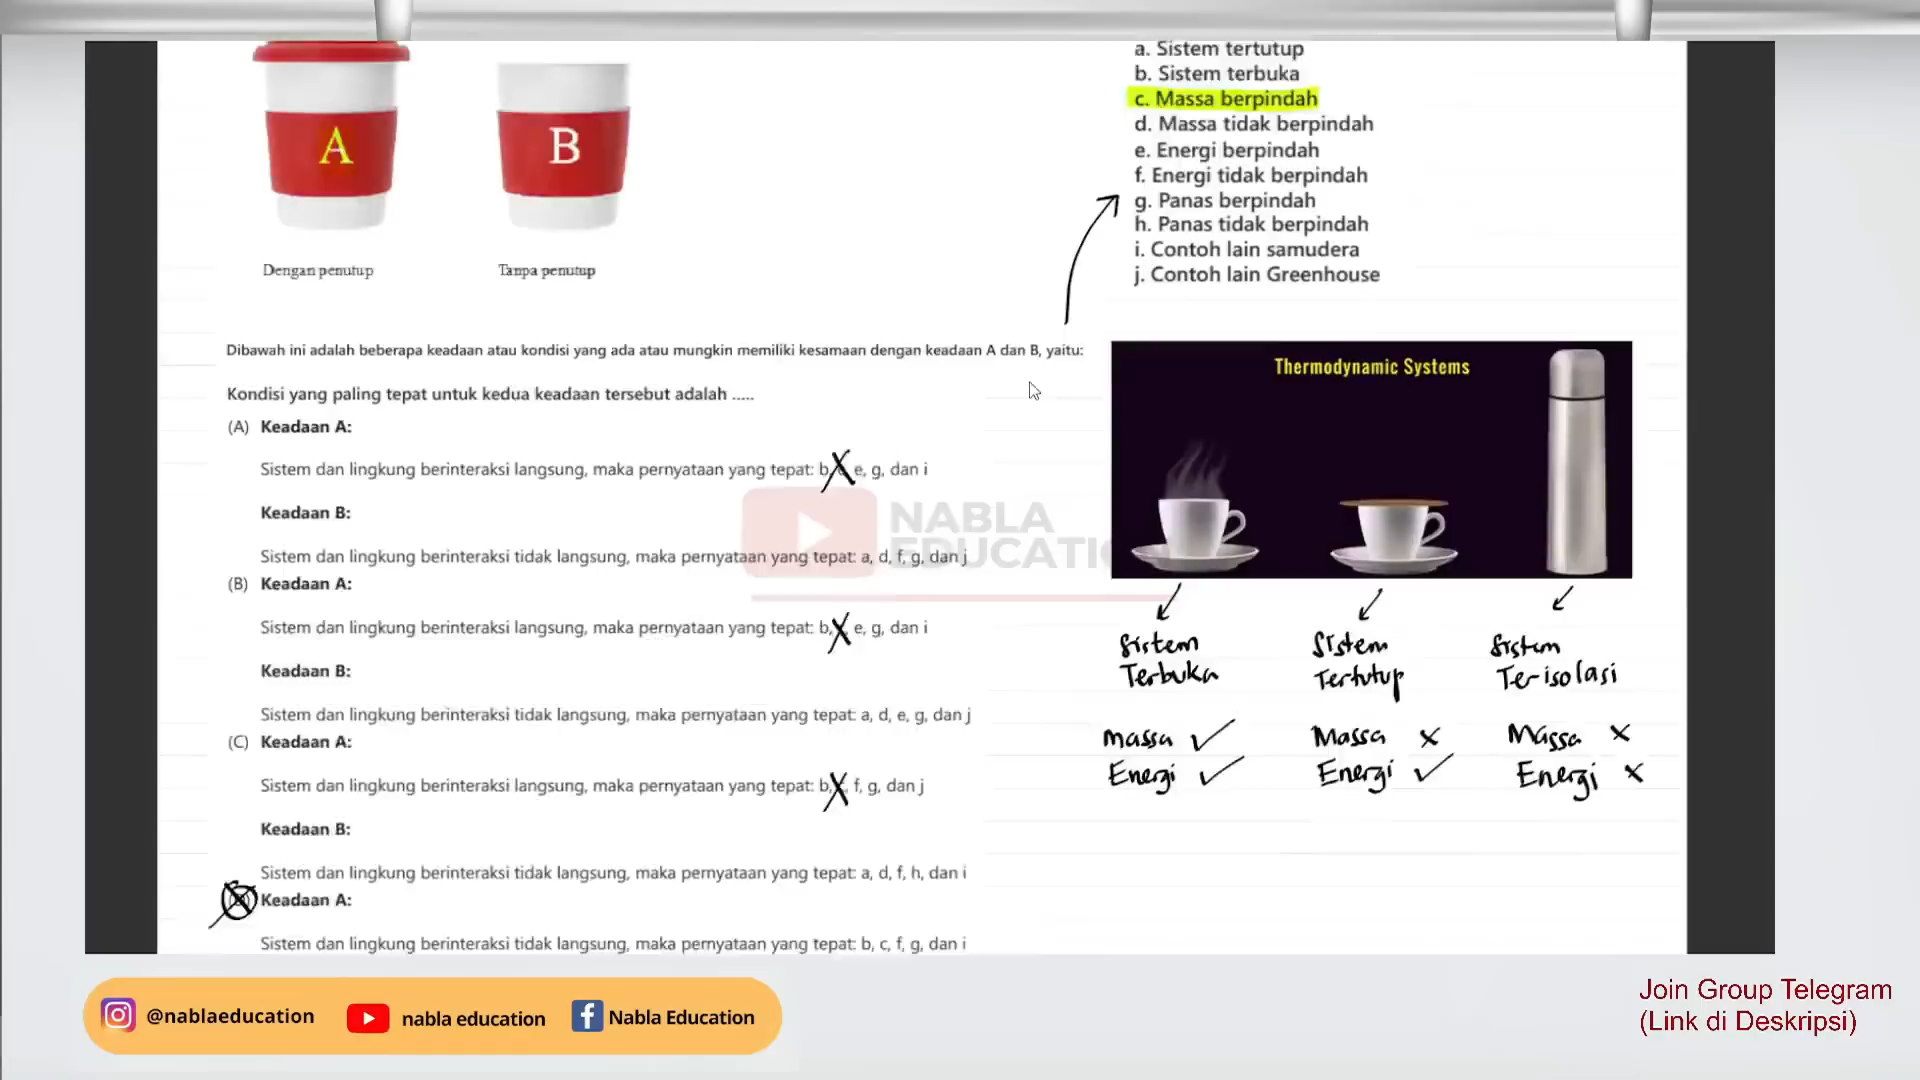 A
B
Dengan penutup
Tanpa penutup
a. Sistem tertutup
b. Sistem terbuka
c. Massa berpindah
d. Massa tidak berpindah
e. Energi berpindah
f. Energi tidak berpindah
g. Panas berpindah
h. Panas tidak berpindah
i. Contoh lain samudera
j. Contoh lain Greenhouse
Dibawah ini adalah beberapa keadaan atau kondisi yang ada atau mungkin memiliki kesamaan dengan keadaan A dan B, yaitu:
Kondisi yang paling tepat untuk kedua keadaan tersebut adalah .....
(A) Keadaan A:
Sistem dan lingkung berinteraksi langsung, maka pernyataan yang tepat: b, e, g, dan i
Keadaan B:
Sistem dan lingkung berinteraksi tidak langsung, maka pernyataan yang tepat: a, d, f, g, dan j
(B) Keadaan A:
Sistem dan lingkung berinteraksi langsung, maka pernyataan yang tepat: b, e, g, dan i
Keadaan B:
Sistem dan lingkung berinteraksi tidak langsung, maka pernyataan yang tepat: a, d, e, g, dan j
(C) Keadaan A:
Sistem dan lingkung berinteraksi langsung, maka pernyataan yang tepat: b, f, g, dan j
Keadaan B:
Sistem dan lingkung berinteraksi tidak langsung, maka pernyataan yang tepat: a, d, f, h, dan i
Keadaan A:
Sistem dan lingkung berinteraksi tidak langsung, maka pernyataan yang tepat: b, c, f, g, dan i
NABLA
EDUCATI
Thermodynamic Systems
Sistem Terbuka
Massa
Energi
Sistem Tertutup
Massa x
Energi
Sistem Terisolasi
Massa x
Energi x
@nablaeducation
nabla education
Nabla Education
Join Group Telegram
(Link di Deskripsi)